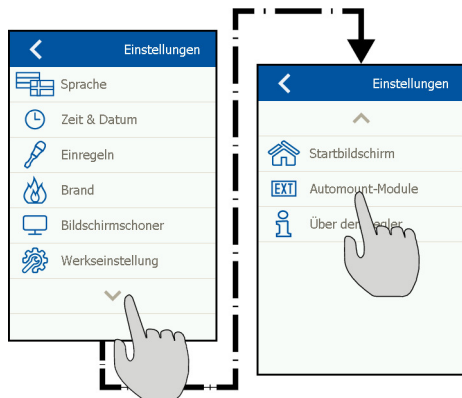 Einstellungen
Sprache
Zeit & Datum
Einregeln
Brand
Bildschirmschoner
Werkseinstellung
Einstellungen
Startbildschirm
EXT Automount-Module
Über den